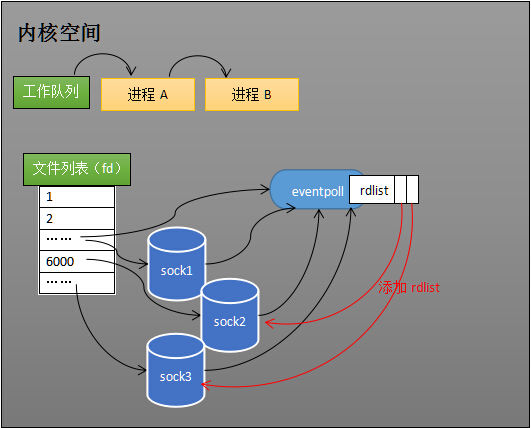 内核空间
工作队列
进程 A
进程 B
文件列表（fd）
1
2
……
6000
……
eventpoll
rdlist
sock1
sock2
sock3
添加 rdlist